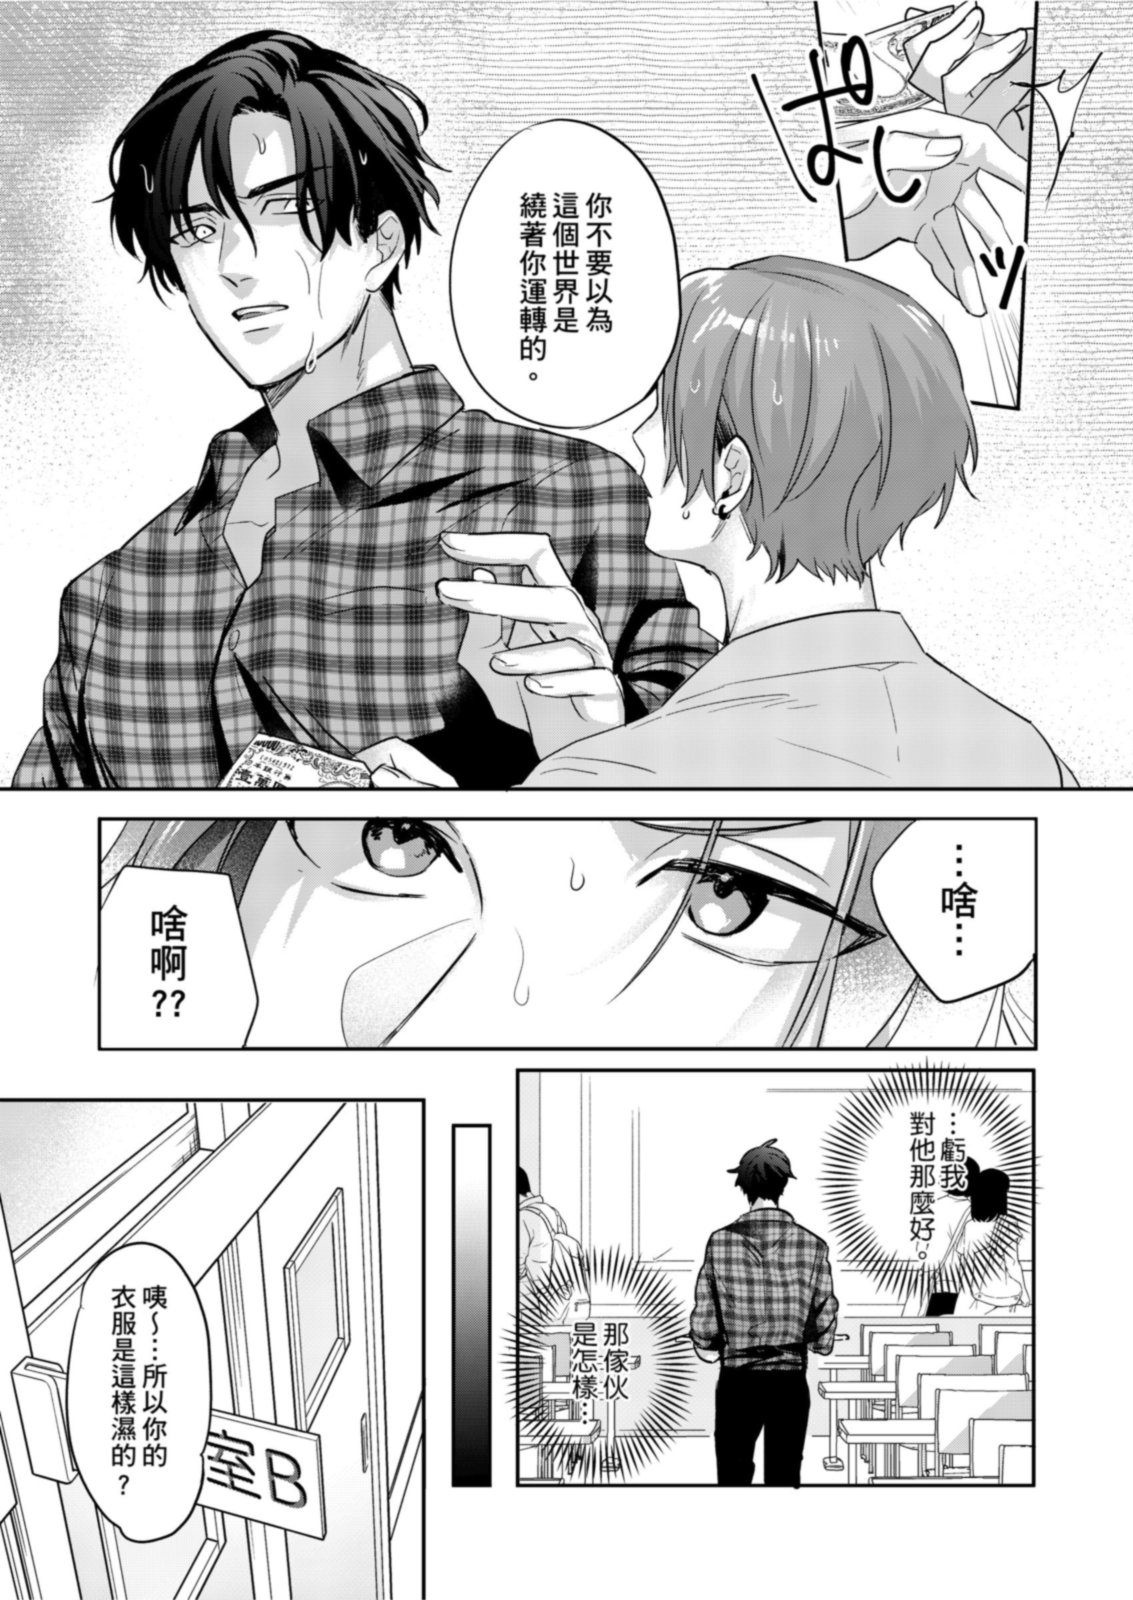 ぱしッ
你不要以為
這個世界是
繞著你運轉的。
壹萬
…啥…
啥啊??
…虧我
對他那麼好。
那傢伙
是怎樣…
咦～…所以你的
衣服是這樣濕的？
室B